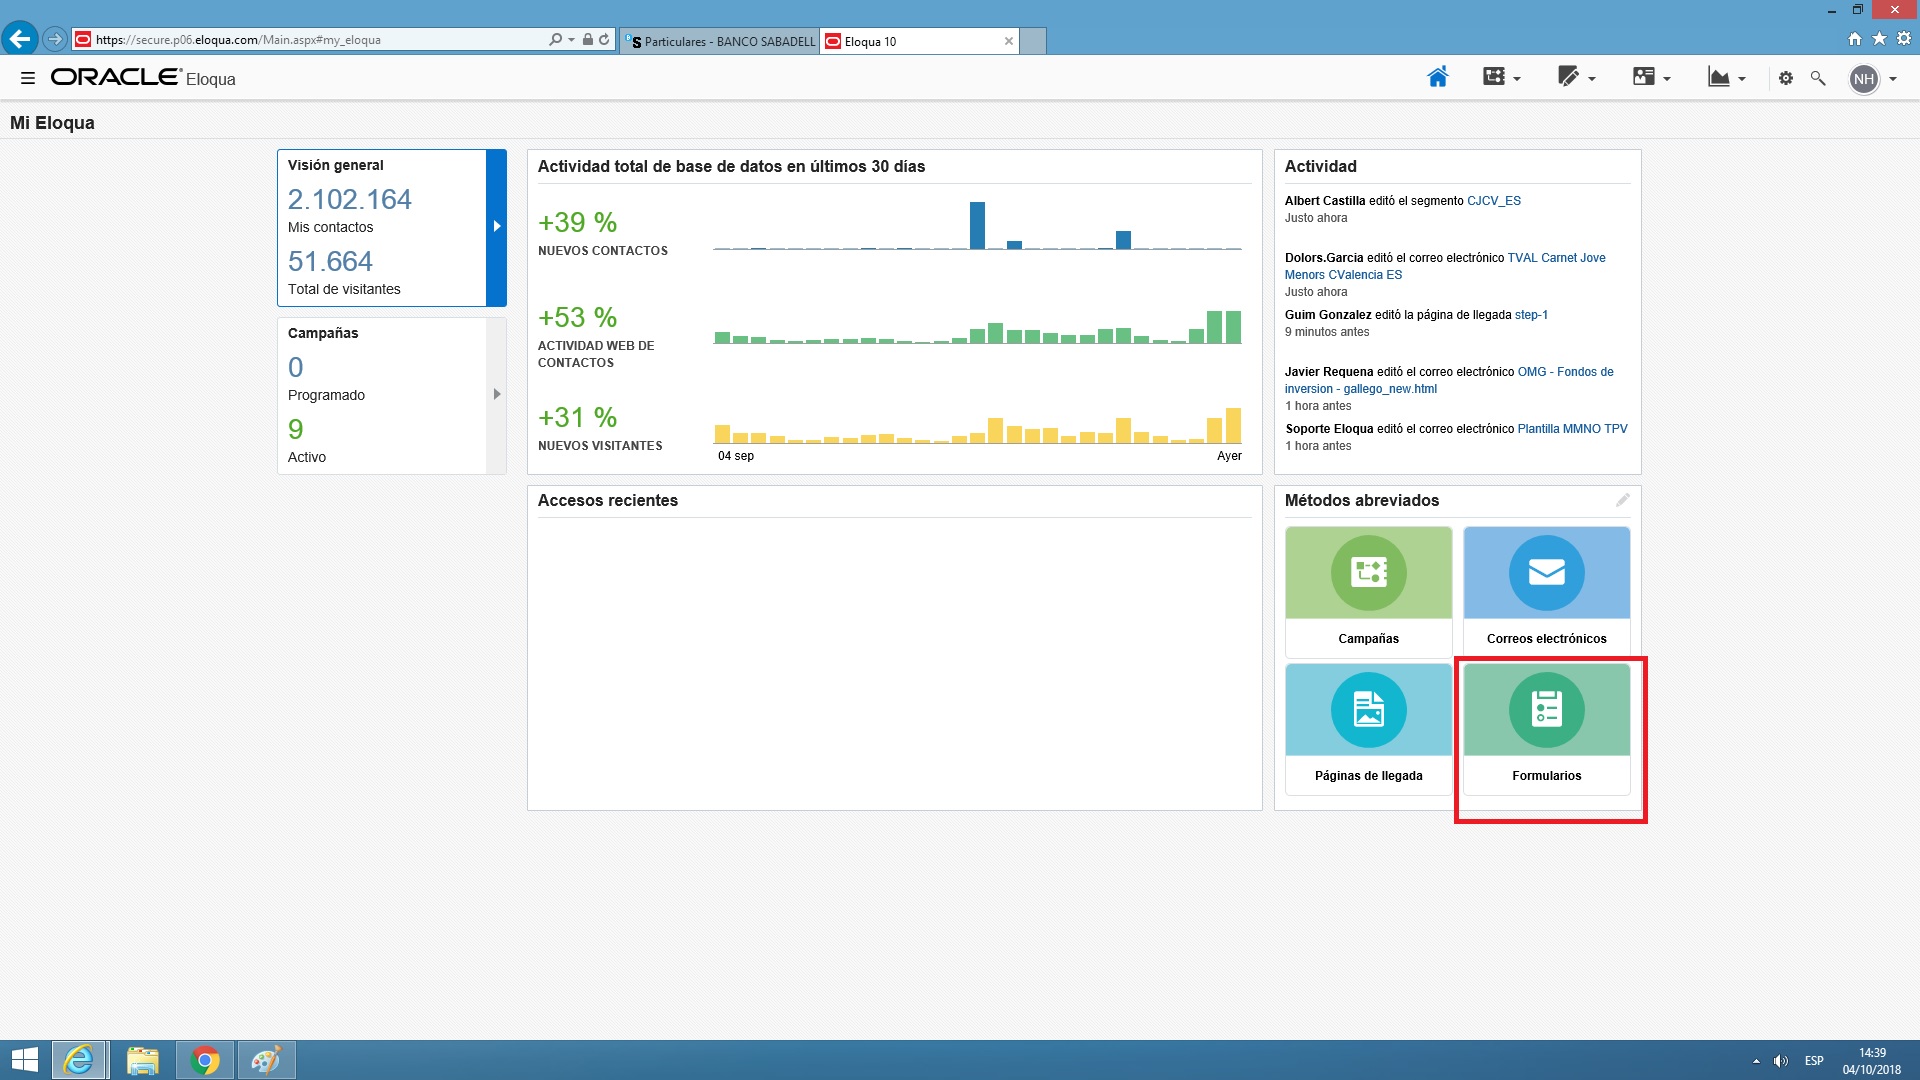 https://secure.p06.eloqua.com/Main.aspx#my_eloqua
Particulares - BANCO SABADELL
Eloqua 10
ORACLE Eloqua
NH
Mi Eloqua
Visión general
2.102.164
Mis contactos
51.664
Total de visitantes
Campañas
0
Programado
9
Activo
Actividad total de base de datos en últimos 30 días
+39 %
NUEVOS CONTACTOS
+53 %
ACTIVIDAD WEB DE
CONTACTOS
+31 %
NUEVOS VISITANTES
04 sep
Ayer
Actividad
Albert Castilla editó el segmento CJCV_ES
Justo ahora
Dolors.Garcia editó el correo electrónico TVAL Carnet Jove
Menors CValencia ES
Justo ahora
Guim Gonzalez editó la página de llegada step-1
9 minutos antes
Javier Requena editó el correo electrónico OMG - Fondos de
inversion - gallego_new.html
1 hora antes
Soporte Eloqua editó el correo electrónico Plantilla MMNO TPV
1 hora antes
Accesos recientes
Métodos abreviados
Campañas
Correos electrónicos
Páginas de llegada
Formularios
ESP
14:39
04/10/2018